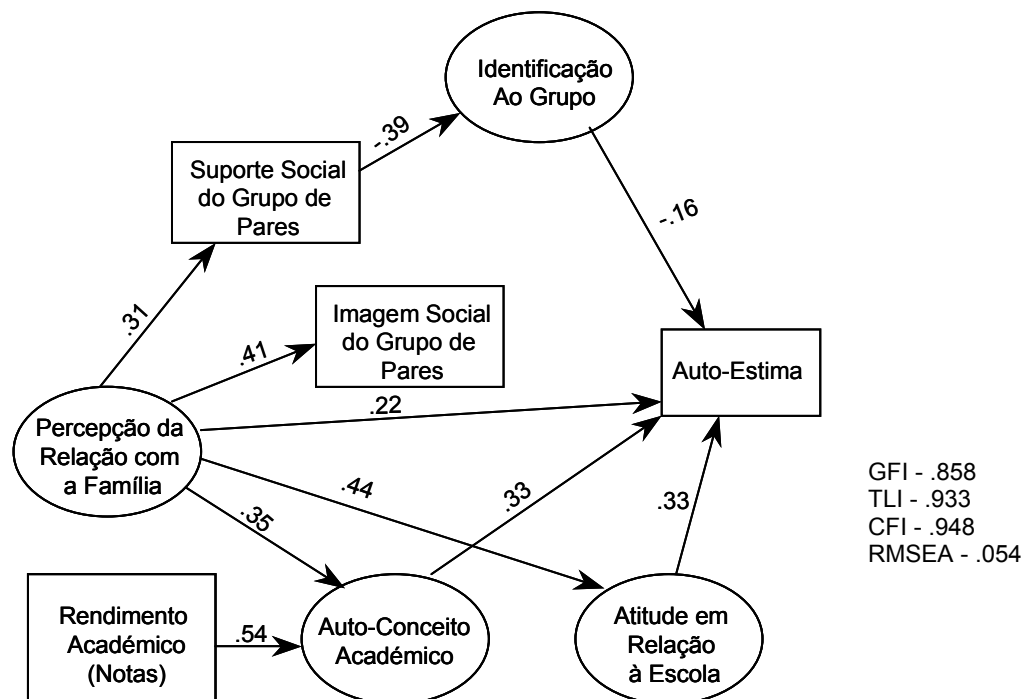 Identificação
Ao Grupo
-.39
Suporte Social
do Grupo de
Pares
-.16
.31
Imagem Social
do Grupo de
Pares
.41
Auto-Estima
.22
Percepção da
Relação com
a Família
.44
.33
.33
.35
GFI - .858
TLI - .933
CFI - .948
RMSEA - .054
Rendimento
Académico
(Notas)
.54
Auto-Conceito
Académico
Atitude em
Relação
à Escola